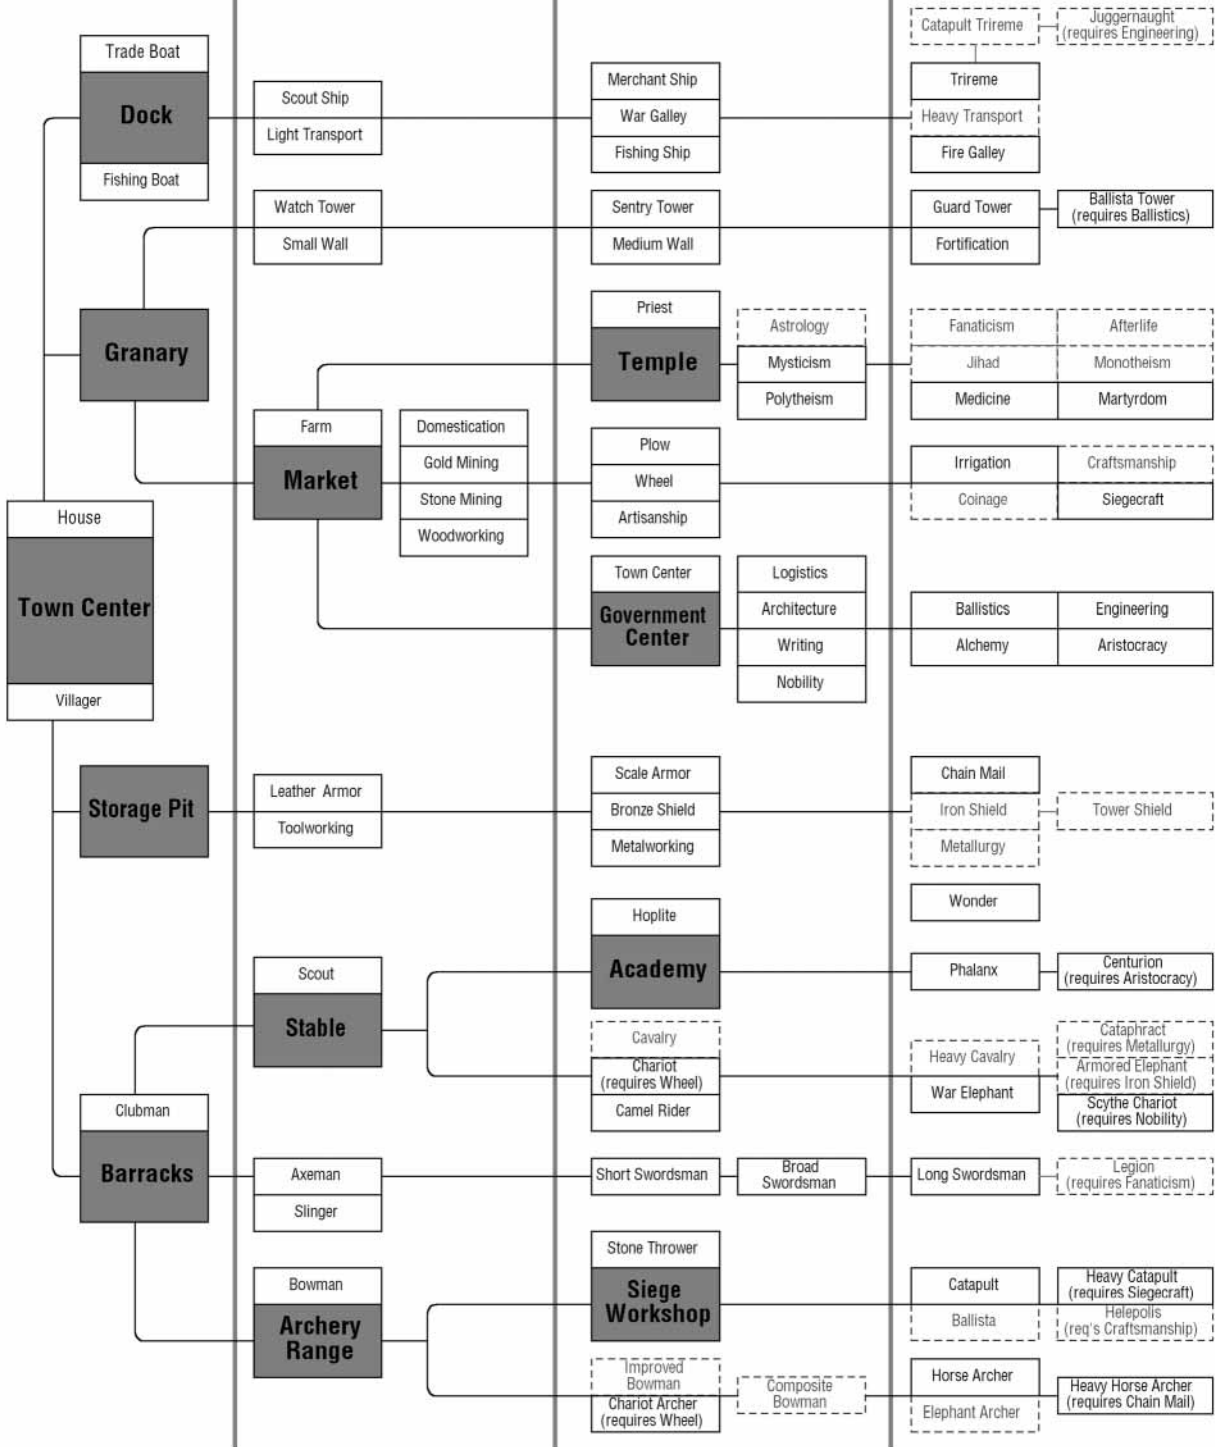 Trade Boat
Dock
Fishing Boat
Scout Ship
Light Transport
Merchant Ship
War Galley
Fishing Ship
Catapult Trireme
Juggernaught
(requires Engineering)
Trireme
Heavy Transport
Fire Galley
Watch Tower
Small Wall
Sentry Tower
Medium Wall
Guard Tower
Fortification
Ballista Tower
(requires Ballistics)
Granary
Priest
Temple
Astrology
Mysticism
Polytheism
Fanaticism
Afterlife
Jihad
Monotheism
Medicine
Martyrdom
Farm
Market
Domestication
Gold Mining
Stone Mining
Woodworking
Plow
Wheel
Artisanship
Irrigation
Craftsmanship
Coinage
Siegecraft
House
Town Center
Villager
Town Center
Government
Center
Logistics
Architecture
Writing
Nobility
Ballistics
Engineering
Alchemy
Aristocracy
Storage Pit
Leather Armor
Toolworking
Scale Armor
Bronze Shield
Metalworking
Chain Mail
Iron Shield
Tower Shield
Metallurgy
Wonder
Scout
Stable
Hoplite
Academy
Phalanx
Centurion
(requires Aristocracy)
Cavalry
Chariot
(requires Wheel)
Camel Rider
Heavy Cavalry
War Elephant
Cataphract
(requires Metallurgy)
Armored Elephant
(requires Iron Shield)
Scythe Chariot
(requires Nobility)
Clubman
Barracks
Axeman
Slinger
Short Swordsman
Broad
Swordsman
Long Swordsman
Legion
(requires Fanaticism)
Bowman
Archery
Range
Stone Thrower
Siege
Workshop
Catapult
Ballista
Heavy Catapult
(requires Siegecraft)
Helepolis
(req's Craftsmanship)
Improved
Bowman
Chariot Archer
(requires Wheel)
Composite
Bowman
Horse Archer
Elephant Archer
Heavy Horse Archer
(requires Chain Mail)